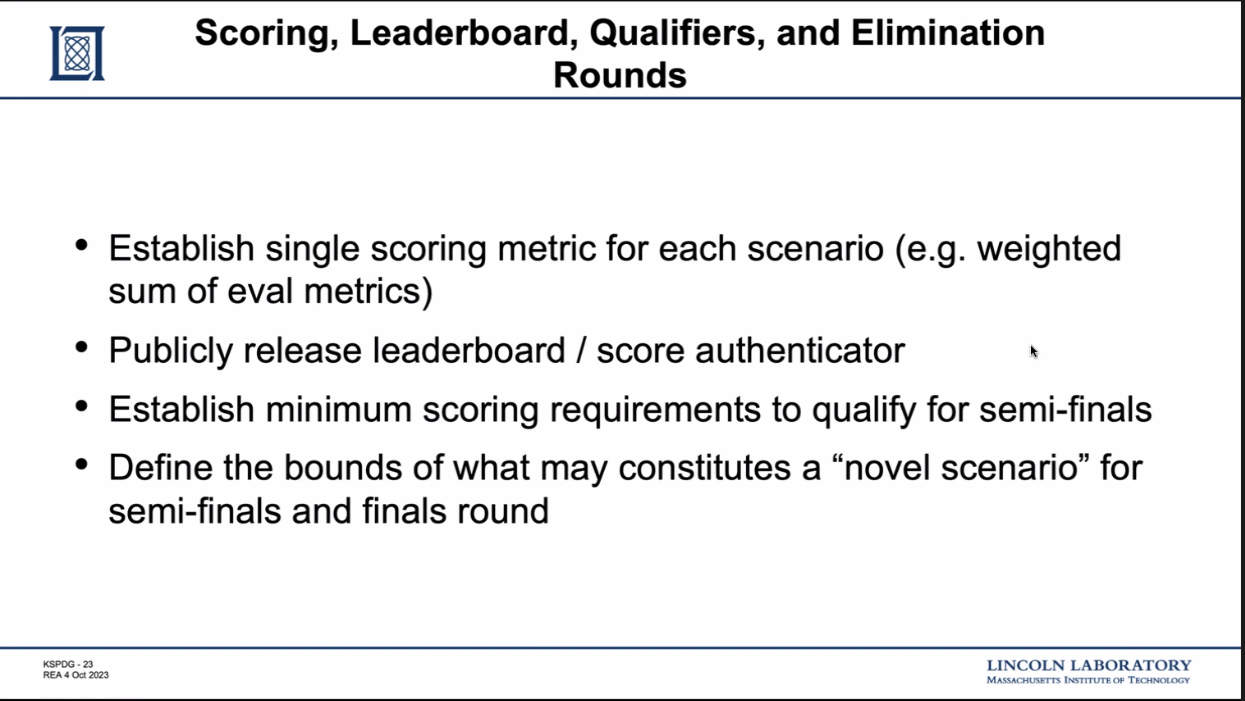 Scoring, Leaderboard, Qualifiers, and Elimination
Rounds
• Establish single scoring metric for each scenario (e.g. weighted
sum of eval metrics)
• Publicly release leaderboard / score authenticator
• Establish minimum scoring requirements to qualify for semi-finals
• Define the bounds of what may constitutes a “novel scenario” for
semi-finals and finals round
KSPDG - 23
REA 4 Oct 2023
LINCOLN LABORATORY
MASSACHUSETTS INSTITUTE OF TECHNOLOGY